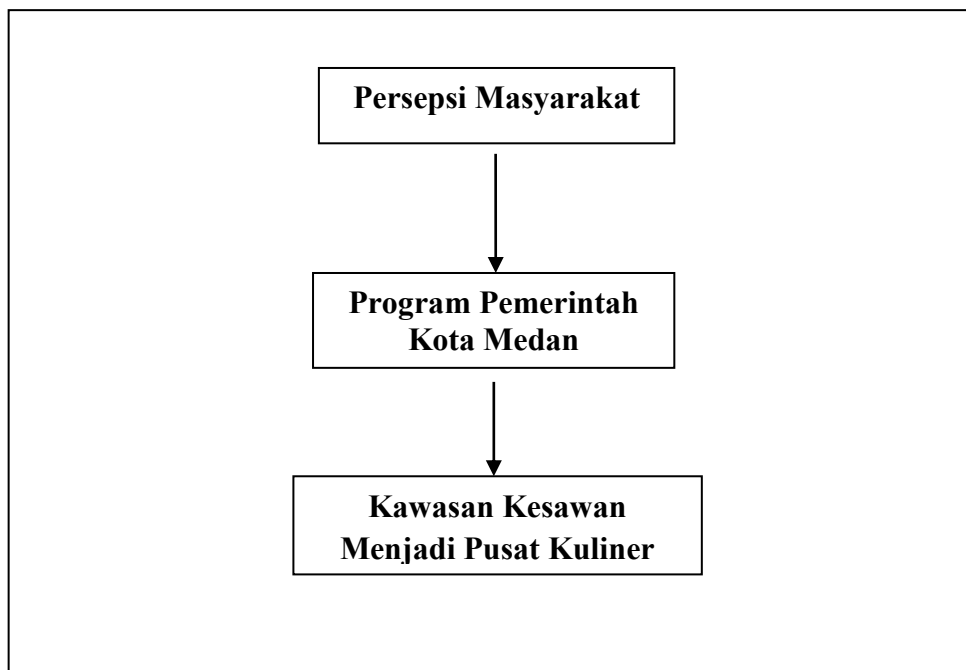 Persepsi Masyarakat
Program Pemerintah
Kota Medan
Kawasan Kesawan
Menjadi Pusat Kuliner